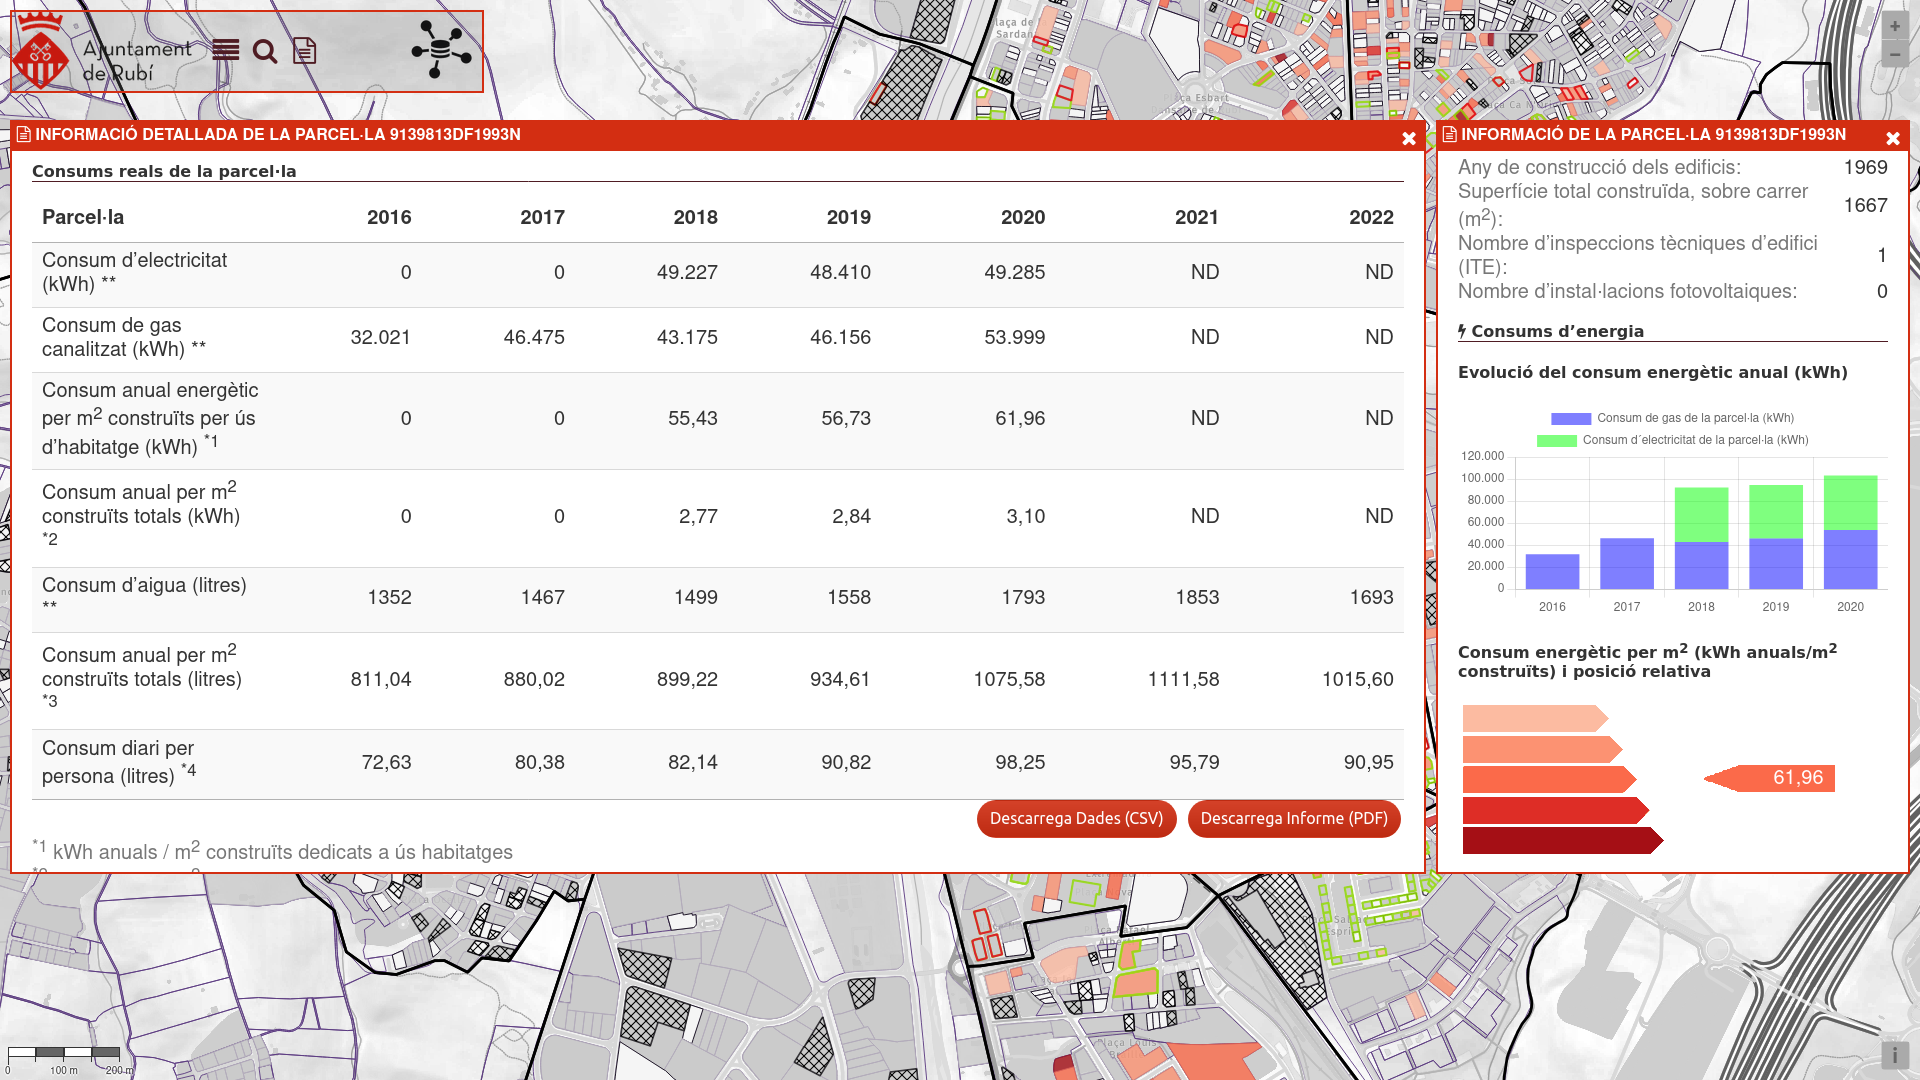 Ajuntament
de Rubí
INFORMACIÓ DETALLADA DE LA PARCEL·LA 9139813DF1993N
Consums reals de la parcel·la
Parcel·la 2016 2017 2018 2019 2020 2021 2022
Consum d'electricitat
(kWh) ** 0 0 49.227 48.410 49.285 ND ND
Consum de gas
canalitzat (kWh) ** 32.021 46.475 43.175 46.156 53.999 ND ND
Consum anual energètic
per m2 construïts per ús
d'habitatge (kWh) *1 0 0 55,43 56,73 61,96 ND ND
Consum anual per m2
construïts totals (kWh)
*2 0 0 2,77 2,84 3,10 ND ND
Consum d'aigua (litres)
** 1352 1467 1499 1558 1793 1853 1693
Consum anual per m2
construïts totals (litres)
*3 811,04 880,02 899,22 934,61 1075,58 1111,58 1015,60
Consum diari per
persona (litres) *4 72,63 80,38 82,14 90,82 98,25 95,79 90,95
Descarrega Dades (CSV) Descarrega Informe (PDF)
*1 kWh anuals / m2 construïts dedicats a ús habitatges
INFORMACIÓ DE LA PARCEL·LA 9139813DF1993N
Any de construcció dels edificis: 1969
Superfície total construïda, sobre carrer
(m2): 1667
Nombre d'inspeccions tècniques d'edifici
(ITE): 1
Nombre d'instal·lacions fotovoltaiques: 0
Consums d'energia
Evolució del consum energètic anual (kWh)
Consum de gas de la parcel·la (kWh)
Consum d´electricitat de la parcel·la (kWh)
120.000
100.000
80.000
60.000
40.000
20.000
0
2016 2017 2018 2019 2020
Consum energètic per m2 (kWh anuals/m2
construïts) i posició relativa
61,96
+
−
i
0 100 m 200 m
Plaça Esbart